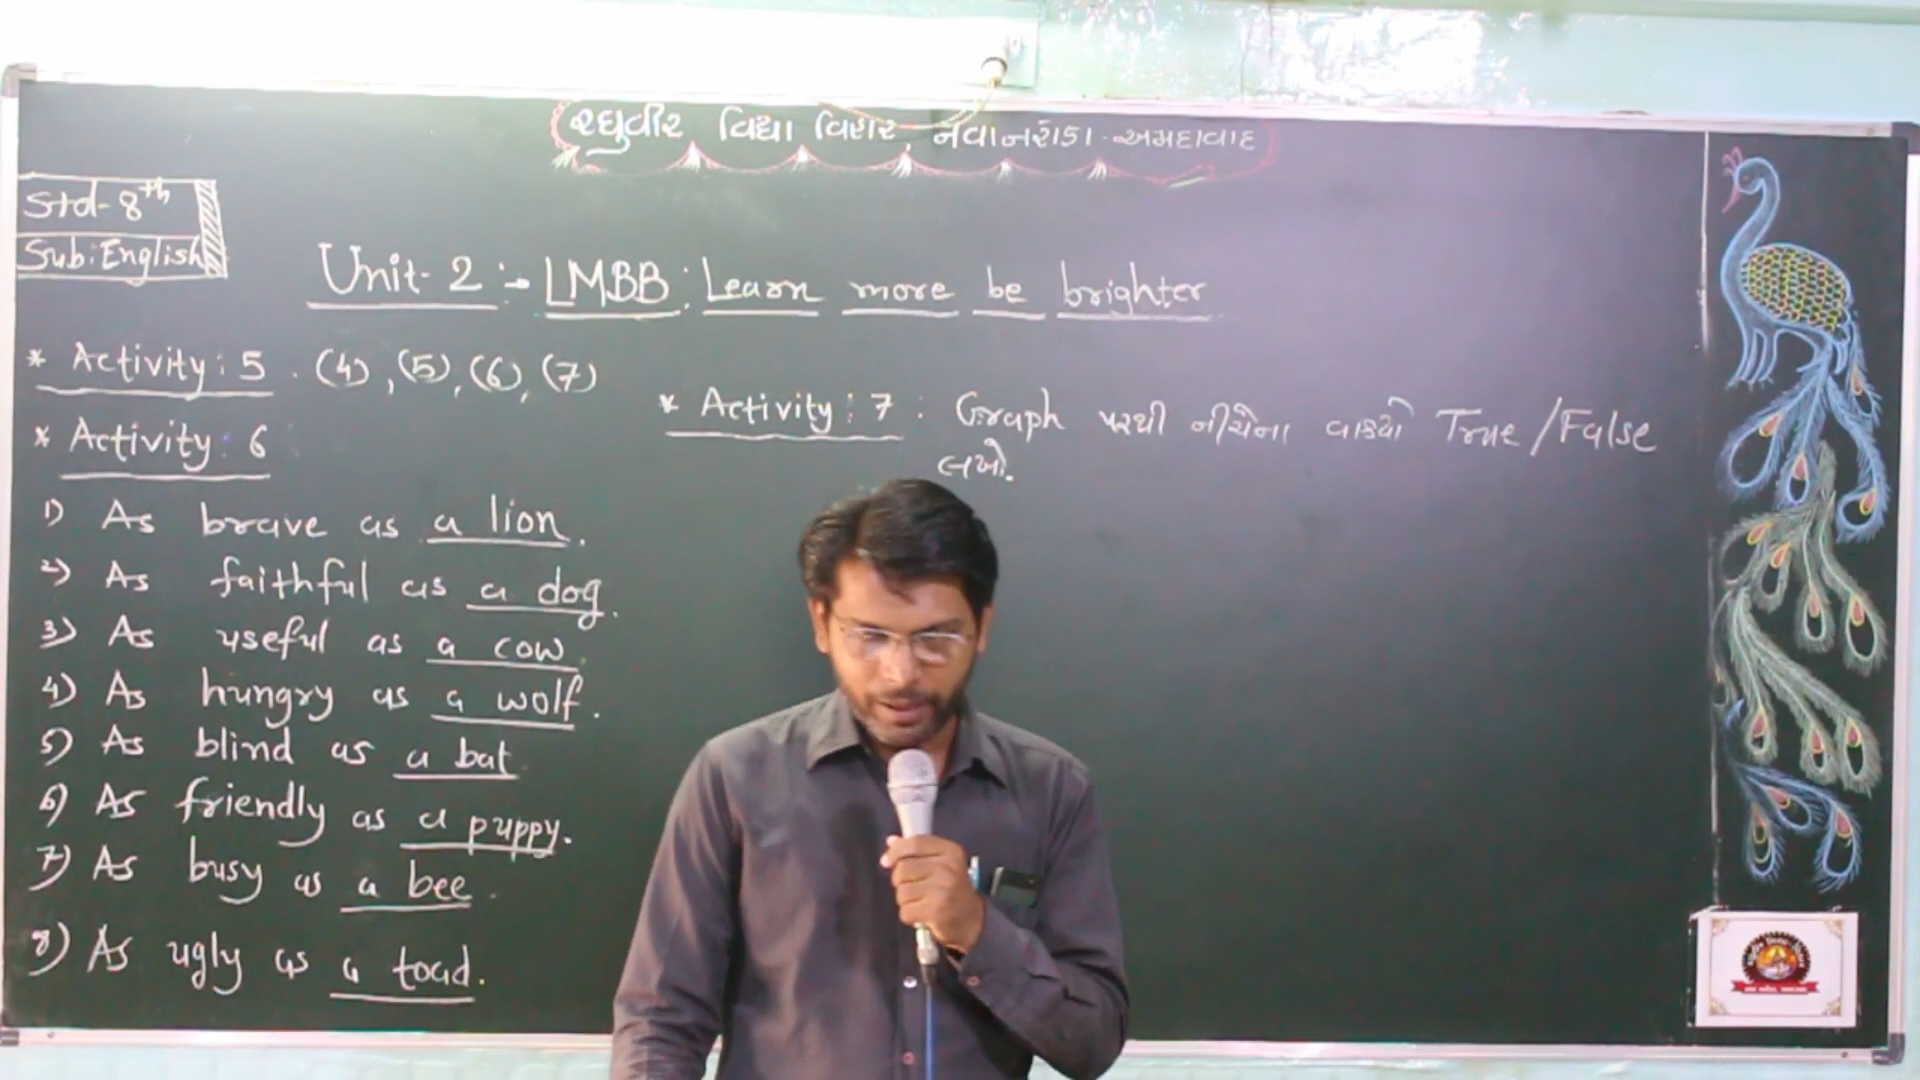 રઘુવીર વિદ્યા વિહાર, નવાનરોડા - અમદાવાદ
Std - 8th
Sub: English
Unit - 2 :- LMBB : Learn more be brighter
* Activity : 5 . (4), (5), (6), (7)
* Activity : 6
1) As brave as a lion.
2) As faithful as a dog.
3) As useful as a cow.
4) As hungry as a wolf.
5) As blind as a bat
6) As friendly as a puppy.
7) As busy as a bee.
8) As ugly as a toad.
* Activity : 7 : Graph પરથી નીચેના વાક્યો True / False
લખો.